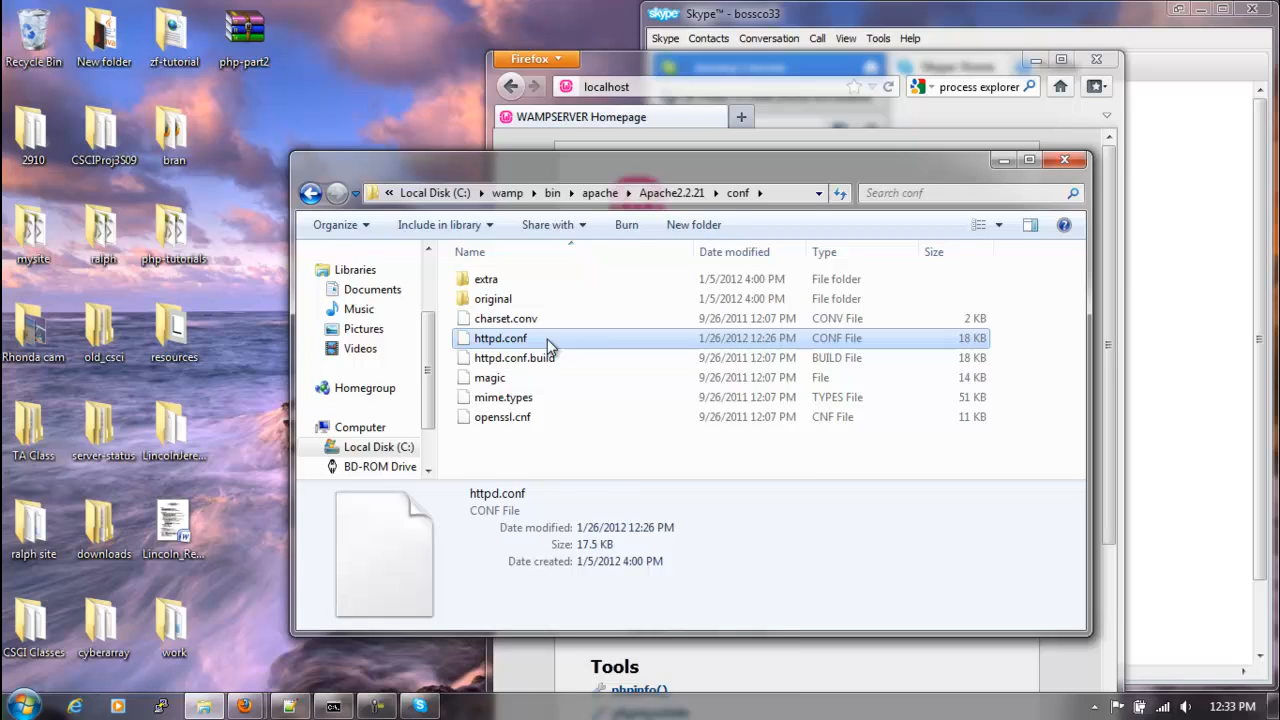 Recycle Bin
New folder
zf-tutorial
php-part2
2910
CSCIProj3S09
bran
mysite
ralph
php-tutorials
Rhonda cam
old_csci
resources
TA Class
server-status
LincolnJere...
ralph site
downloads
Lincoln_Re...
CSCI Classes
cyberarray
work
skype Skype™ - bossco33
Skype Contacts Conversation Call View Tools Help
Firefox
localhost
process explorer
WAMPSERVER Homepage
« Local Disk (C:) wamp bin apache Apache2.2.21 conf
Search conf
Organize Include in library Share with Burn New folder
Libraries
Documents
Music
Pictures
Videos
Homegroup
Computer
Local Disk (C:)
BD-ROM Drive
Name Date modified Type Size
extra 1/5/2012 4:00 PM File folder
original 1/5/2012 4:00 PM File folder
charset.conv 9/26/2011 12:07 PM CONV File 2 KB
httpd.conf 1/26/2012 12:26 PM CONF File 18 KB
httpd.conf.build 9/26/2011 12:07 PM BUILD File 18 KB
magic 9/26/2011 12:07 PM File 14 KB
mime.types 9/26/2011 12:07 PM TYPES File 51 KB
openssl.cnf 9/26/2011 12:07 PM CNF File 11 KB
httpd.conf
CONF File
Date modified: 1/26/2012 12:26 PM
Size: 17.5 KB
Date created: 1/5/2012 4:00 PM
Tools
phpinfo()
12:33 PM